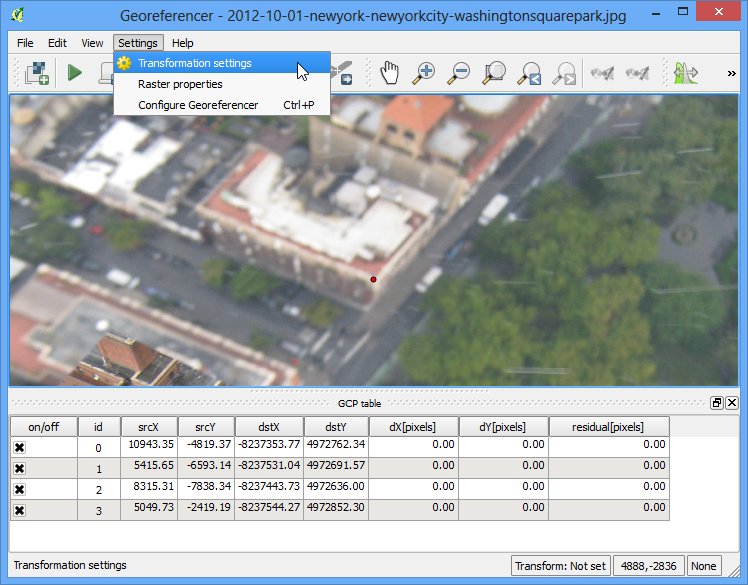 Georeferencer - 2012-10-01-newyork-newyorkcity-washingtonsquarepark.jpg
File Edit View Settings Help
Transformation settings
Raster properties
Configure Georeferencer Ctrl+P
»
GCP table
on/off id srcX srcY dstX dstY dX[pixels] dY[pixels] residual[pixels]
0 10943.35 -4819.37 -8237353.77 4972762.34 0.00 0.00 0.00
1 5415.65 -6593.14 -8237531.04 4972691.57 0.00 0.00 0.00
2 8315.31 -7838.34 -8237443.73 4972636.00 0.00 0.00 0.00
3 5049.73 -2419.19 -8237544.27 4972852.30 0.00 0.00 0.00
Transformation settings Transform: Not set 4888,-2836 None